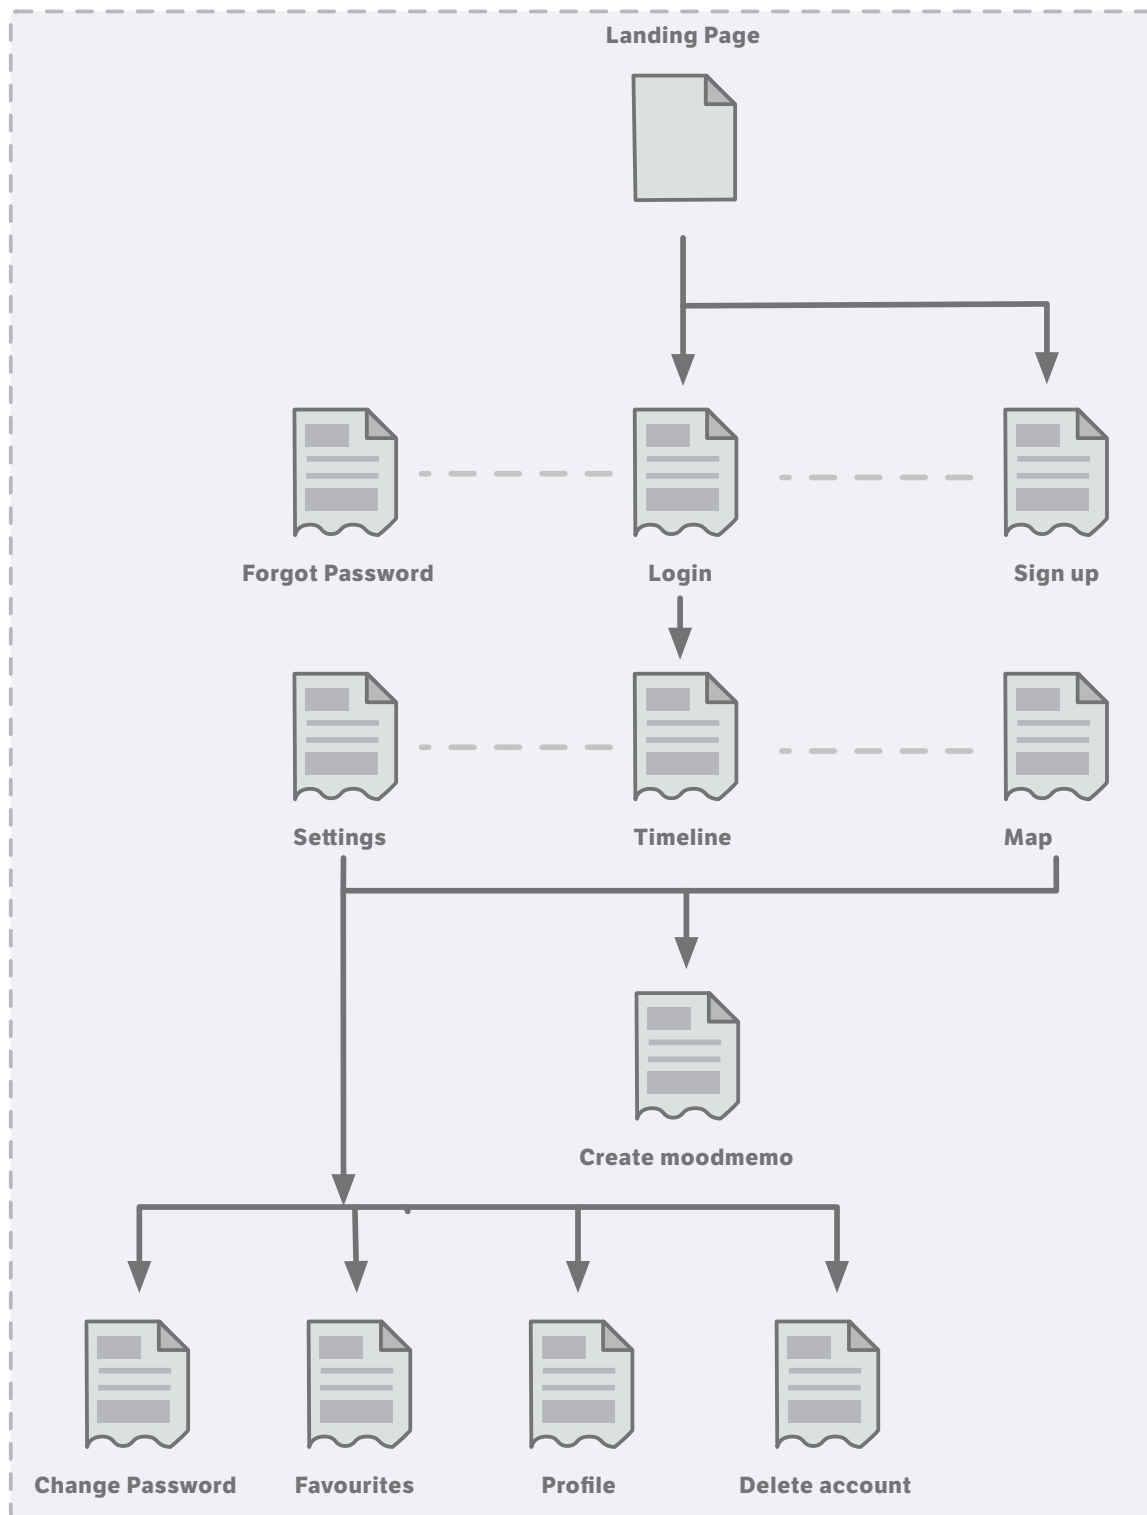 Landing Page
Forgot Password
Login
Sign up
Settings
Timeline
Map
Create moodmemo
Change Password
Favourites
Profile
Delete account